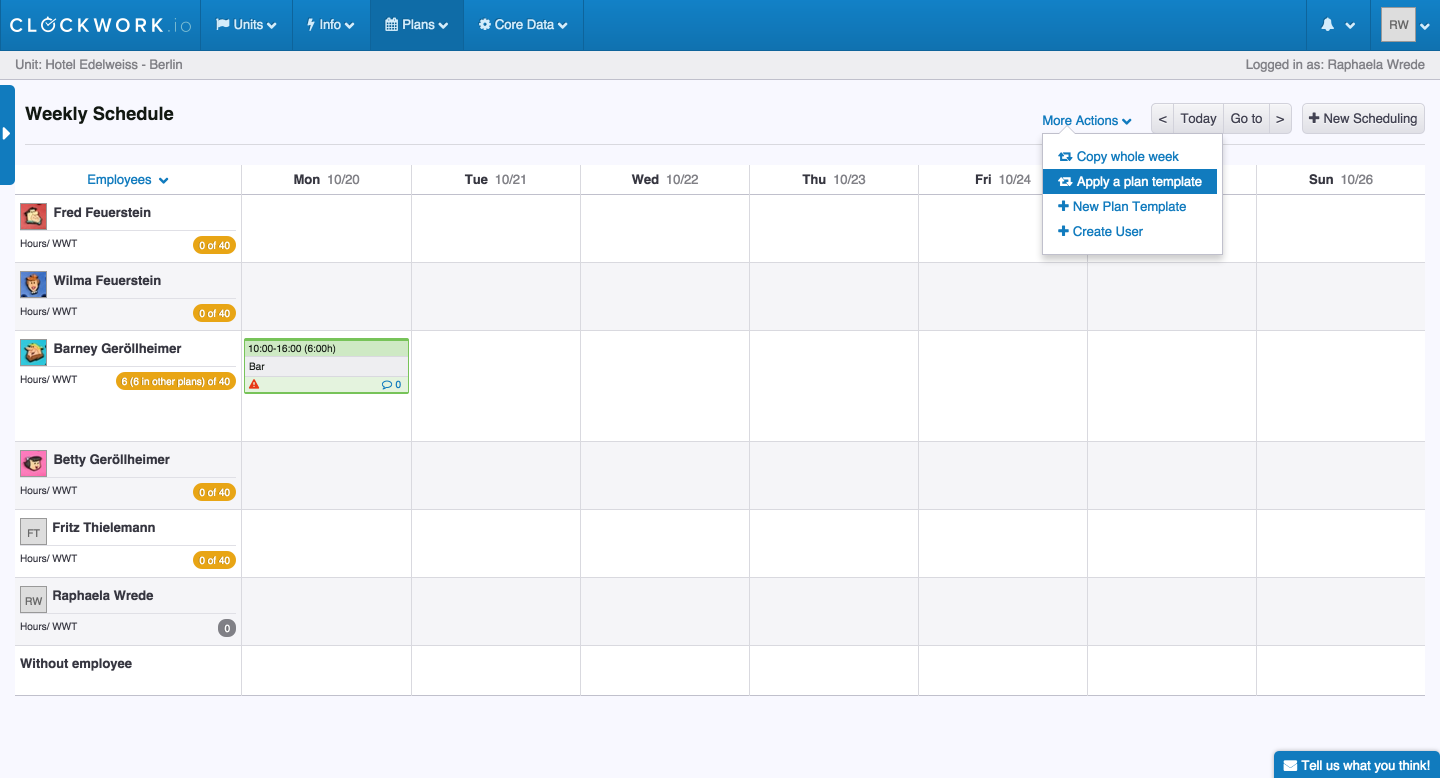 CLOCKWORK.io Units Info Plans Core Data RW
Unit: Hotel Edelweiss - Berlin Logged in as: Raphaela Wrede
Weekly Schedule More Actions < Today Go to > New Scheduling
Copy whole week
Apply a plan template
New Plan Template
Create User
Employees Mon 10/20 Tue 10/21 Wed 10/22 Thu 10/23 Fri 10/24 Sun 10/26
Fred Feuerstein
Hours/ WWT 0 of 40
Wilma Feuerstein
Hours/ WWT 0 of 40
Barney Geröllheimer 10:00-16:00 (6:00h)
Bar
Hours/ WWT 6 (6 in other plans) of 40 0
Betty Geröllheimer
Hours/ WWT 0 of 40
FT Fritz Thielemann
Hours/ WWT 0 of 40
RW Raphaela Wrede
Hours/ WWT 0
Without employee
Tell us what you think!